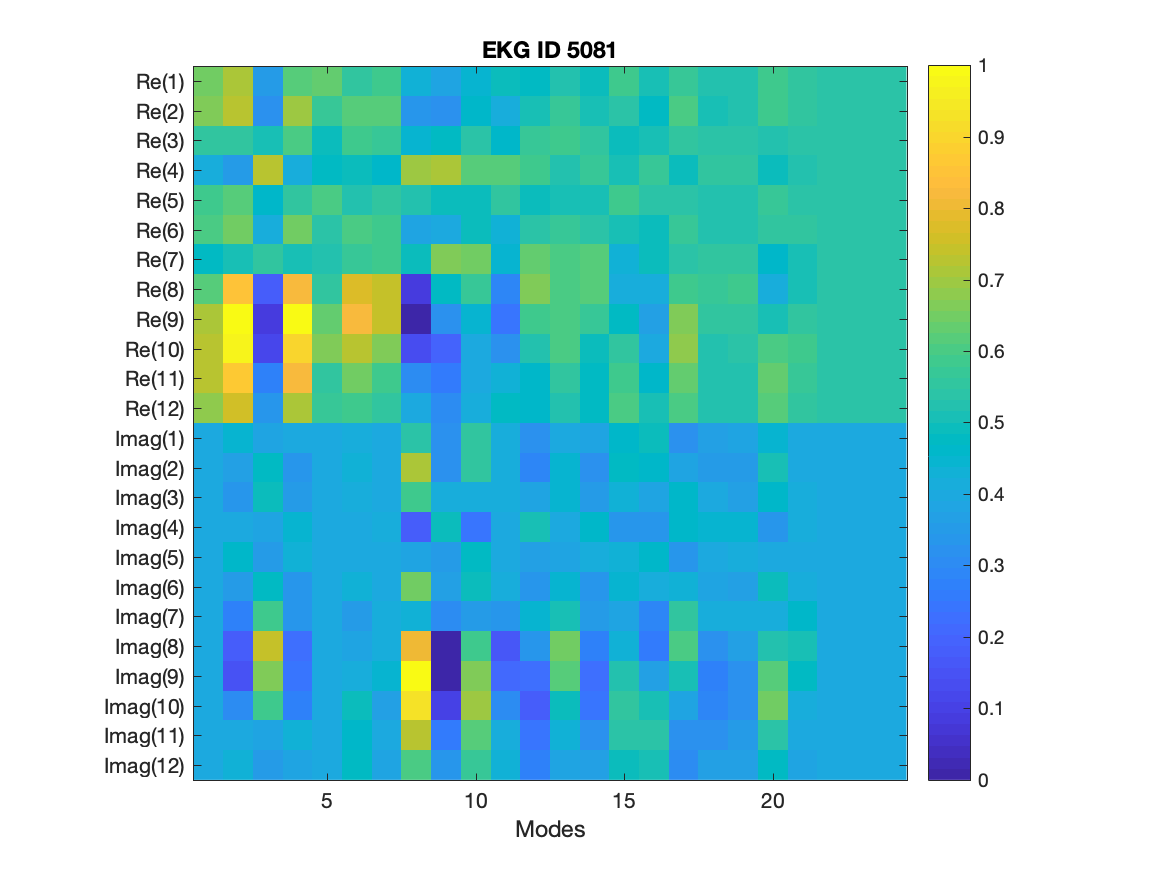 EKG ID 5081
Re(1)
Re(2)
Re(3)
Re(4)
Re(5)
Re(6)
Re(7)
Re(8)
Re(9)
Re(10)
Re(11)
Re(12)
Imag(1)
Imag(2)
Imag(3)
Imag(4)
Imag(5)
Imag(6)
Imag(7)
Imag(8)
Imag(9)
Imag(10)
Imag(11)
Imag(12)
5 10 15 20
Modes
1
0.9
0.8
0.7
0.6
0.5
0.4
0.3
0.2
0.1
0